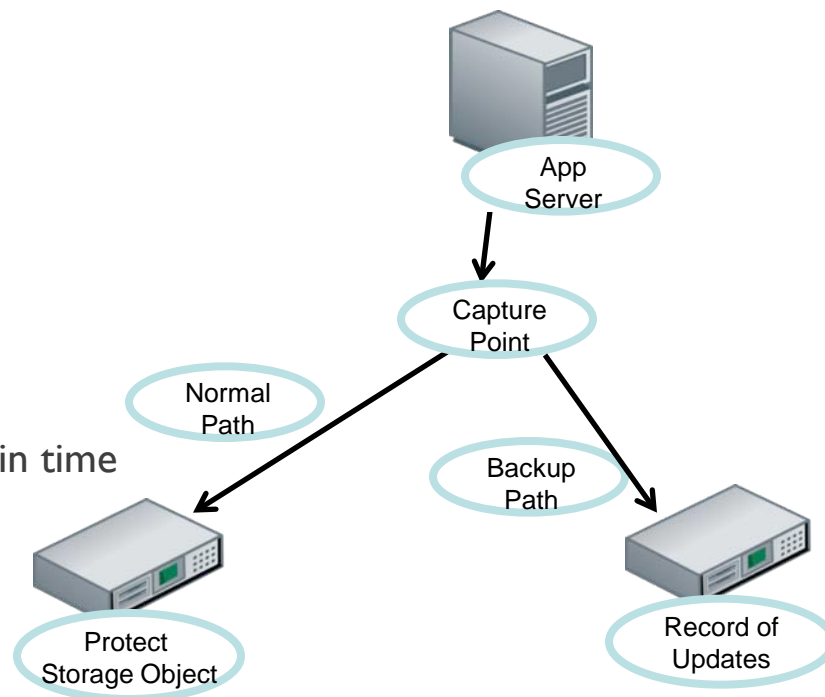 App
Server
Capture
Point
Normal
Path
in time
Backup
Path
Protect
Storage Object
Record of
Updates